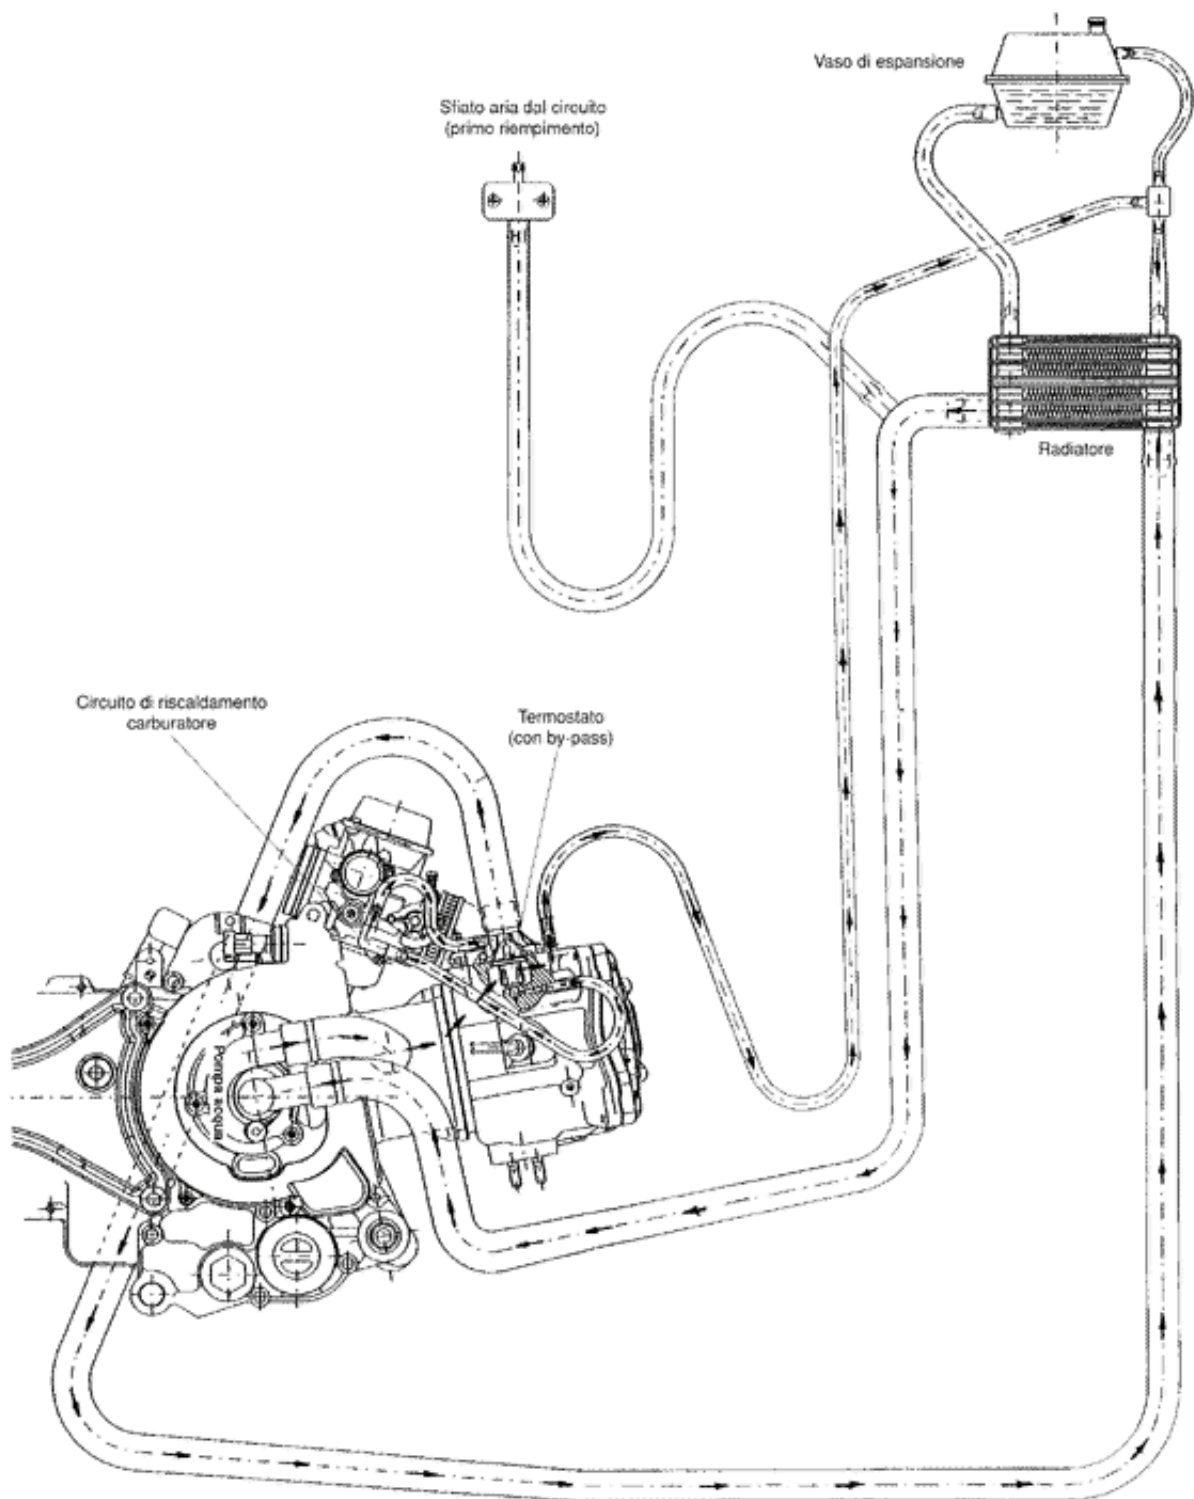 Vaso di espansione
Sfiato aria dal circuito
(primo riempimento)
Radiatore
Circuito di riscaldamento
carburatore
Termostato
(con by-pass)
Pompa acqua